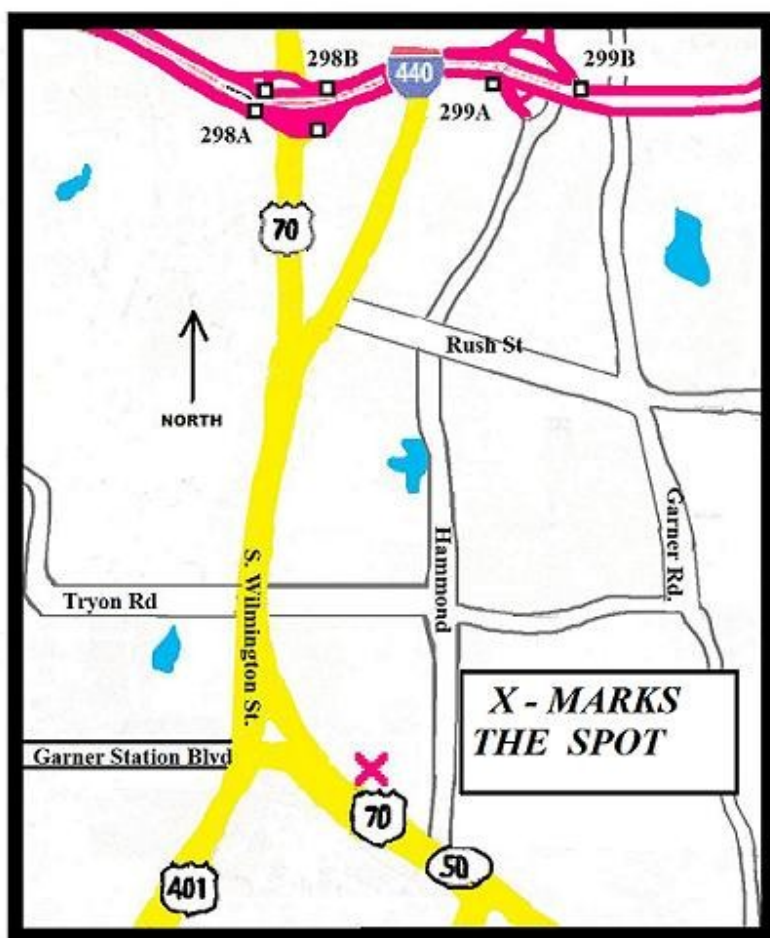 298B
299B
440
299A
298A
70
Rush St
NORTH
Garner Rd.
Hammond
S. Wilmington St.
Tryon Rd
X - MARKS
THE SPOT
Garner Station Blvd
70
50
401